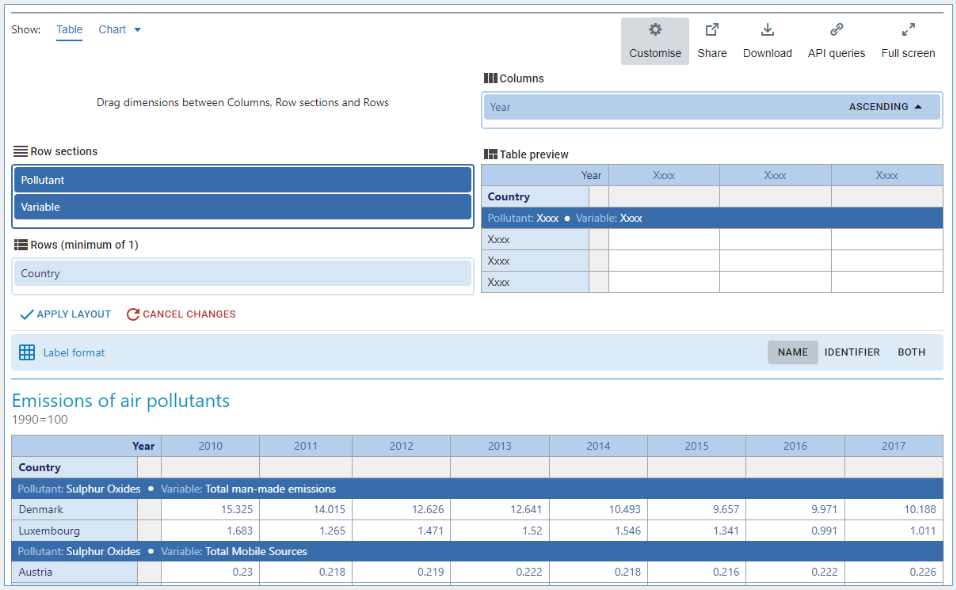 Show: Table Chart
Customise Share Download API queries Full screen
Drag dimensions between Columns, Row sections and Rows
Columns
Year ASCENDING
Row sections
Pollutant
Variable
Rows (minimum of 1)
Country
Table preview
Year Xxxx Xxxx Xxxx
Country
Pollutant: Xxxx Variable: Xxxx
Xxxx
Xxxx
Xxxx
APPLY LAYOUT CANCEL CHANGES
Label format NAME IDENTIFIER BOTH
Emissions of air pollutants
1990=100
Year 2010 2011 2012 2013 2014 2015 2016 2017
Country
Pollutant: Sulphur Oxides • Variable: Total man-made emissions
Denmark 15.325 14.015 12.626 12.641 10.493 9.657 9.971 10.188
Luxembourg 1.683 1.265 1.471 1.52 1.546 1.341 0.991 1.011
Pollutant: Sulphur Oxides • Variable: Total Mobile Sources
Austria 0.23 0.218 0.219 0.222 0.218 0.216 0.222 0.226